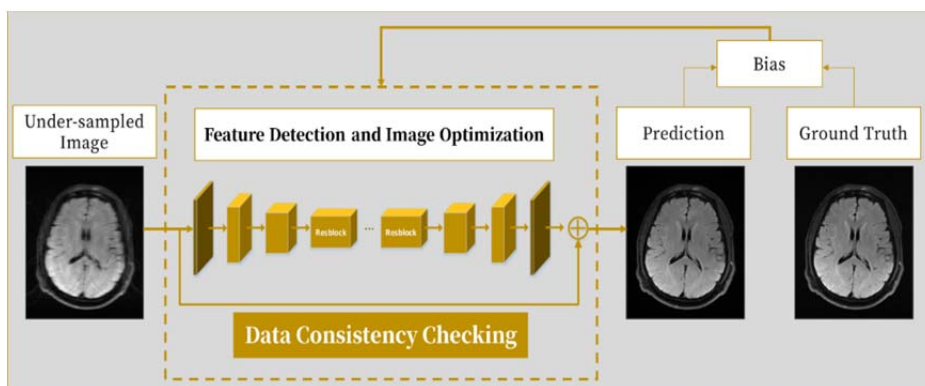 Bias
Under-sampled
Image
Feature Detection and Image Optimization
Prediction
Ground Truth
Resblock
...
Resblock
Data Consistency Checking